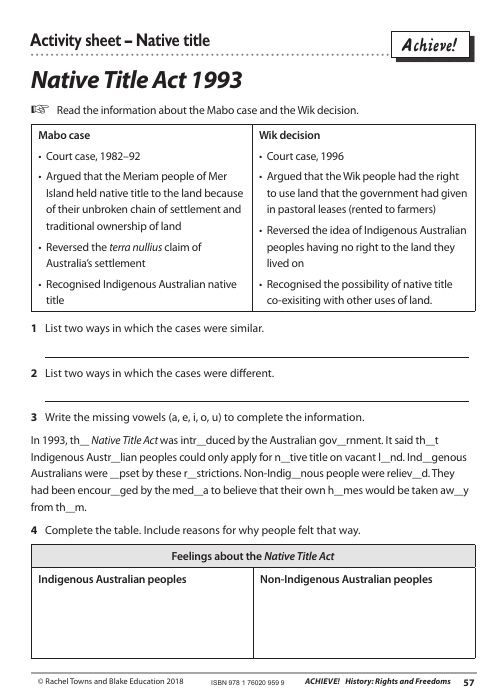 Activity sheet – Native title
Achieve!
Native Title Act 1993
Read the information about the Mabo case and the Wik decision.
Mabo case
• Court case, 1982–92
• Argued that the Meriam people of Mer
Island held native title to the land because
of their unbroken chain of settlement and
traditional ownership of land
• Reversed the terra nullius claim of
Australia's settlement
• Recognised Indigenous Australian native
title
Wik decision
• Court case, 1996
• Argued that the Wik people had the right
to use land that the government had given
in pastoral leases (rented to farmers)
• Reversed the idea of Indigenous Australian
peoples having no right to the land they
lived on
• Recognised the possibility of native title
co-exisiting with other uses of land.
1 List two ways in which the cases were similar.
2 List two ways in which the cases were different.
3 Write the missing vowels (a, e, i, o, u) to complete the information.
In 1993, th__ Native Title Act was intr__duced by the Australian gov__rnment. It said th__t
Indigenous Austr__lian peoples could only apply for n__tive title on vacant l__nd. Ind__genous
Australians were __pset by these r__strictions. Non-Indig__nous people were reliev__d. They
had been encour__ged by the med__a to believe that their own h__mes would be taken aw__y
from th__m.
4 Complete the table. Include reasons for why people felt that way.
Feelings about the Native Title Act
Indigenous Australian peoples
Non-Indigenous Australian peoples
© Rachel Towns and Blake Education 2018
ISBN 978 1 76020 959 9
ACHIEVE! History: Rights and Freedoms
57